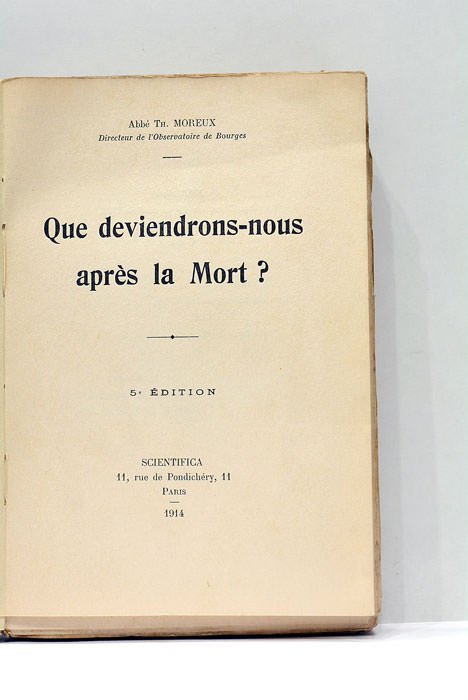 Abbé Th. MOREUX
Directeur de l'Observatoire de Bourges
Que deviendrons-nous
après la Mort ?
5e ÉDITION
SCIENTIFICA
11, rue de Pondichéry, 11
Paris
1914